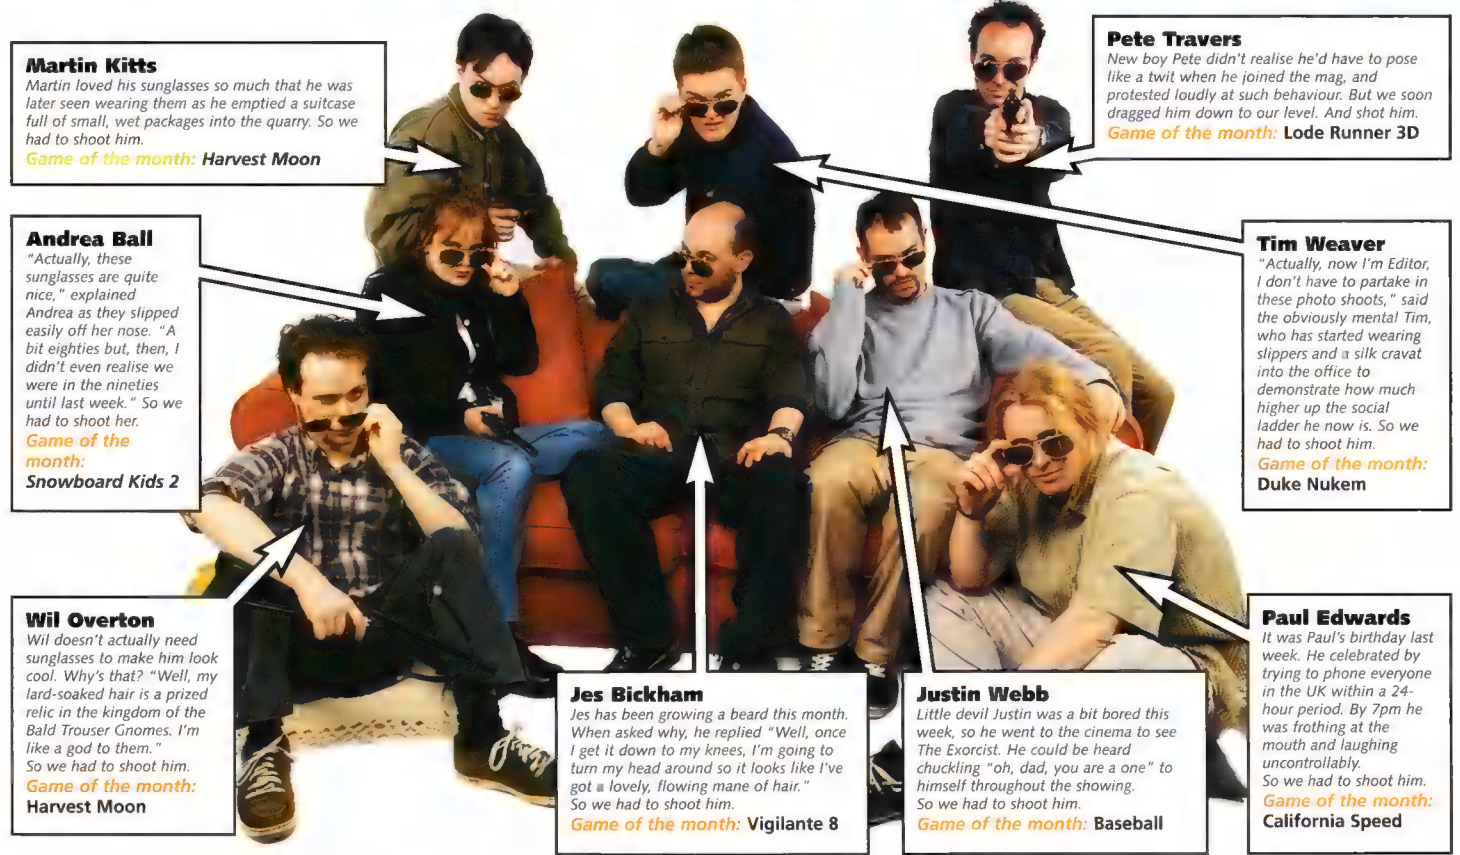 Martin Kitts
Martin loved his sunglasses so much that he was
later seen wearing them as he emptied a suitcase
full of small, wet packages into the quarry. So we
had to shoot him.
Game of the month: Harvest Moon
Pete Travers
New boy Pete didn't realise he'd have to pose
like a twit when he joined the mag, and
protested loudly at such behaviour. But we soon
dragged him down to our level. And shot him.
Game of the month: Lode Runner 3D
Andrea Ball
"Actually, these
sunglasses are quite
nice," explained
Andrea as they slipped
easily off her nose. "A
bit eighties but, then, I
didn't even realise we
were in the nineties
until last week." So we
had to shoot her.
Game of the
month:
Snowboard Kids 2
Tim Weaver
"Actually, now I'm Editor,
I don't have to partake in
these photo shoots," said
the obviously mental Tim,
who has started wearing
slippers and a silk cravat
into the office to
demonstrate how much
higher up the social
ladder he now is. So we
had to shoot him.
Game of the month:
Duke Nukem
Wil Overton
Wil doesn't actually need
sunglasses to make him look
cool. Why's that? "Well, my
lard-soaked hair is a prized
relic in the kingdom of the
Bald Trouser Gnomes. I'm
like a god to them."
So we had to shoot him.
Game of the month:
Harvest Moon
Jes Bickham
Jes has been growing a beard this month.
When asked why, he replied "Well, once
I get it down to my knees, I'm going to
turn my head around so it looks like I've
got a lovely, flowing mane of hair."
So we had to shoot him.
Game of the month: Vigilante 8
Justin Webb
Little devil Justin was a bit bored this
week, so he went to the cinema to see
The Exorcist. He could be heard
chuckling "oh, dad, you are a one" to
himself throughout the showing.
So we had to shoot him.
Game of the month: Baseball
Paul Edwards
It was Paul's birthday last
week. He celebrated by
trying to phone everyone
in the UK within a 24-
hour period. By 7pm he
was frothing at the
mouth and laughing
uncontrollably.
So we had to shoot him.
Game of the month:
California Speed